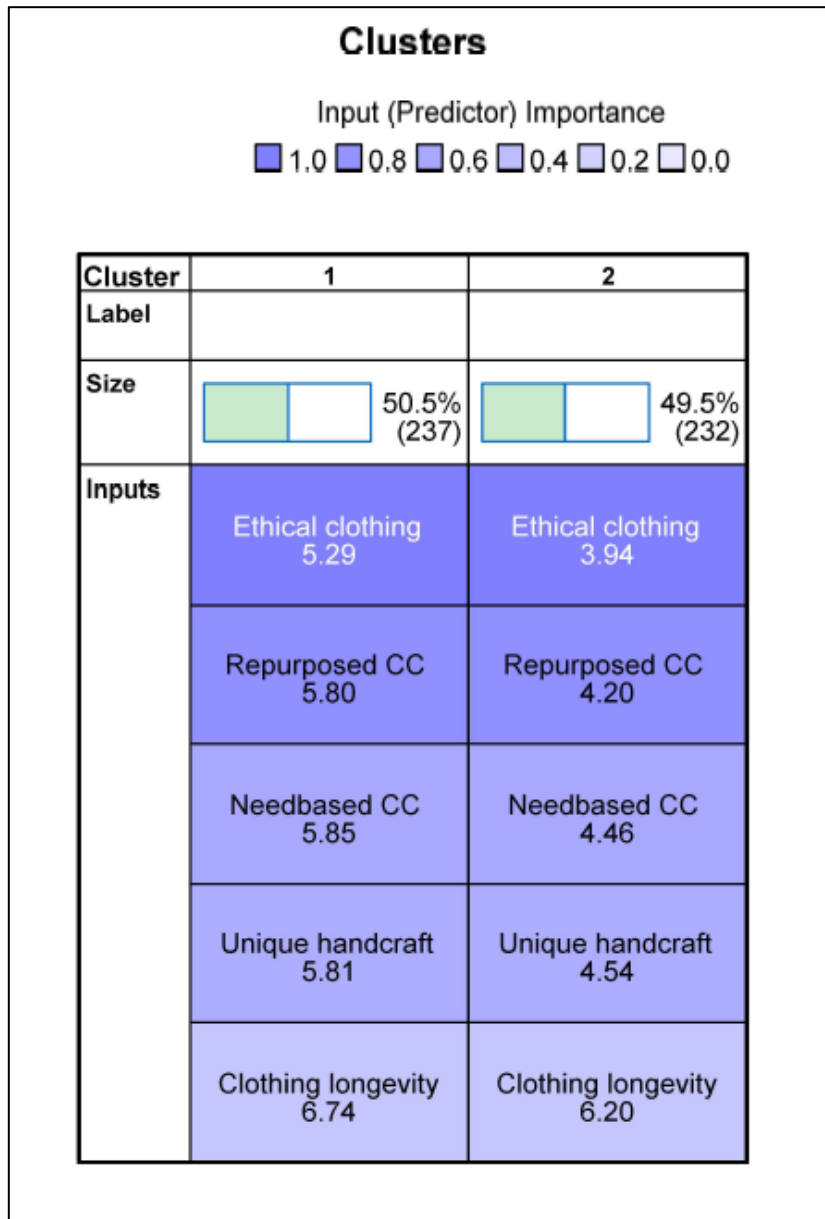 Clusters
Input (Predictor) Importance
1.0 0.8 0.6 0.4 0.2 0.0
Cluster 1 2
Label
Size 50.5% (237) 49.5% (232)
Inputs
Ethical clothing 5.29 Ethical clothing 3.94
Repurposed CC 5.80 Repurposed CC 4.20
Needbased CC 5.85 Needbased CC 4.46
Unique handcraft 5.81 Unique handcraft 4.54
Clothing longevity 6.74 Clothing longevity 6.20